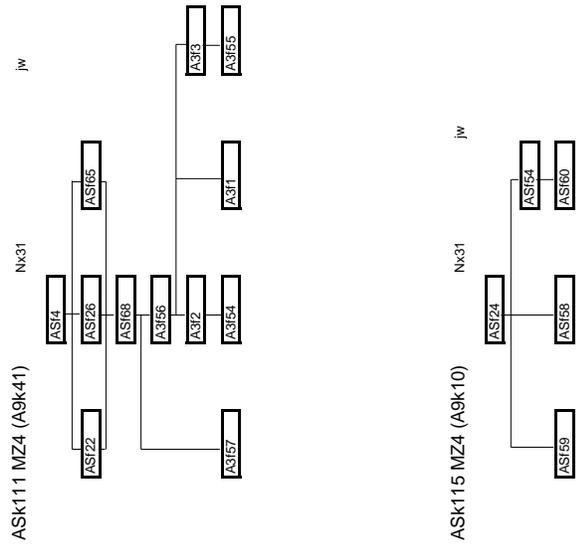 ASk111 MZ4 (A9k41)
Nx31
jw
ASf4
ASf22
ASf26
ASf65
ASf68
A3f56
A3f2
A3f3
A3f57
A3f54
A3f1
A3f55
ASk115 MZ4 (A9k10)
Nx31
jw
ASf24
ASf54
ASf59
ASf58
ASf60